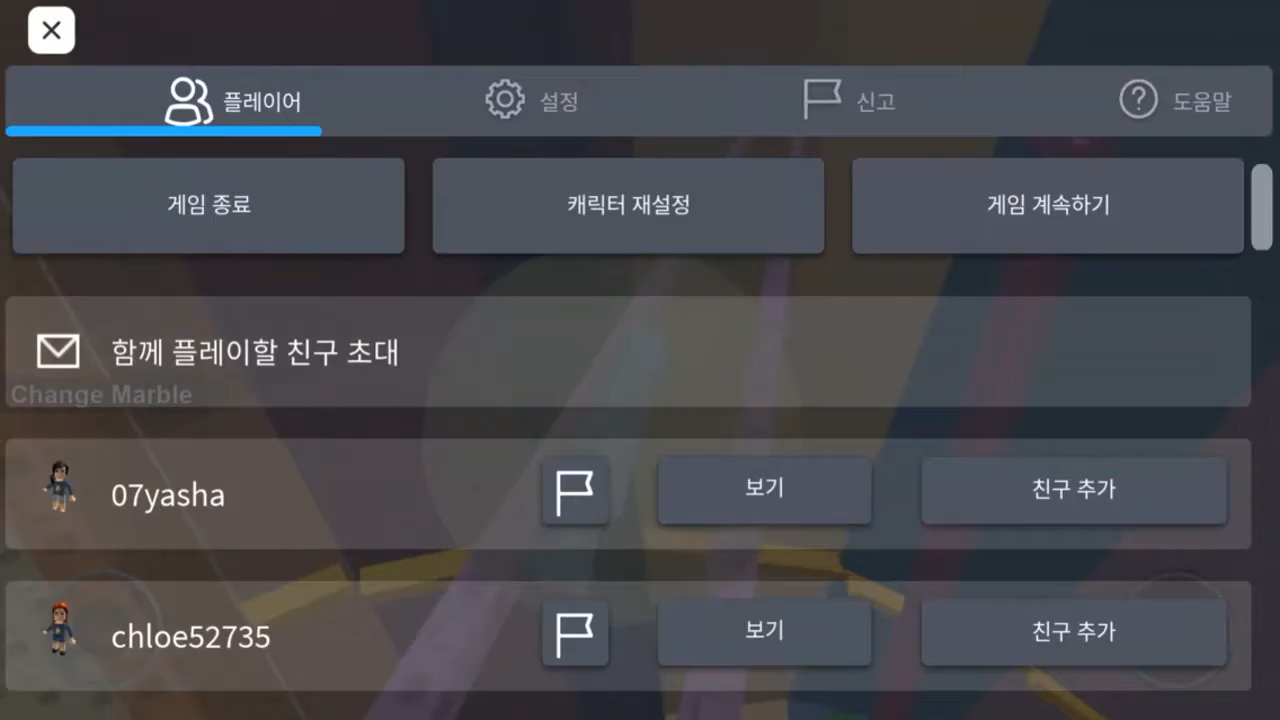 플레이어 설정 신고 도움말
게임 종료 캐릭터 재설정 게임 계속하기
함께 플레이할 친구 초대
Change Marble
07yasha 보기 친구 추가
chloe52735 보기 친구 추가